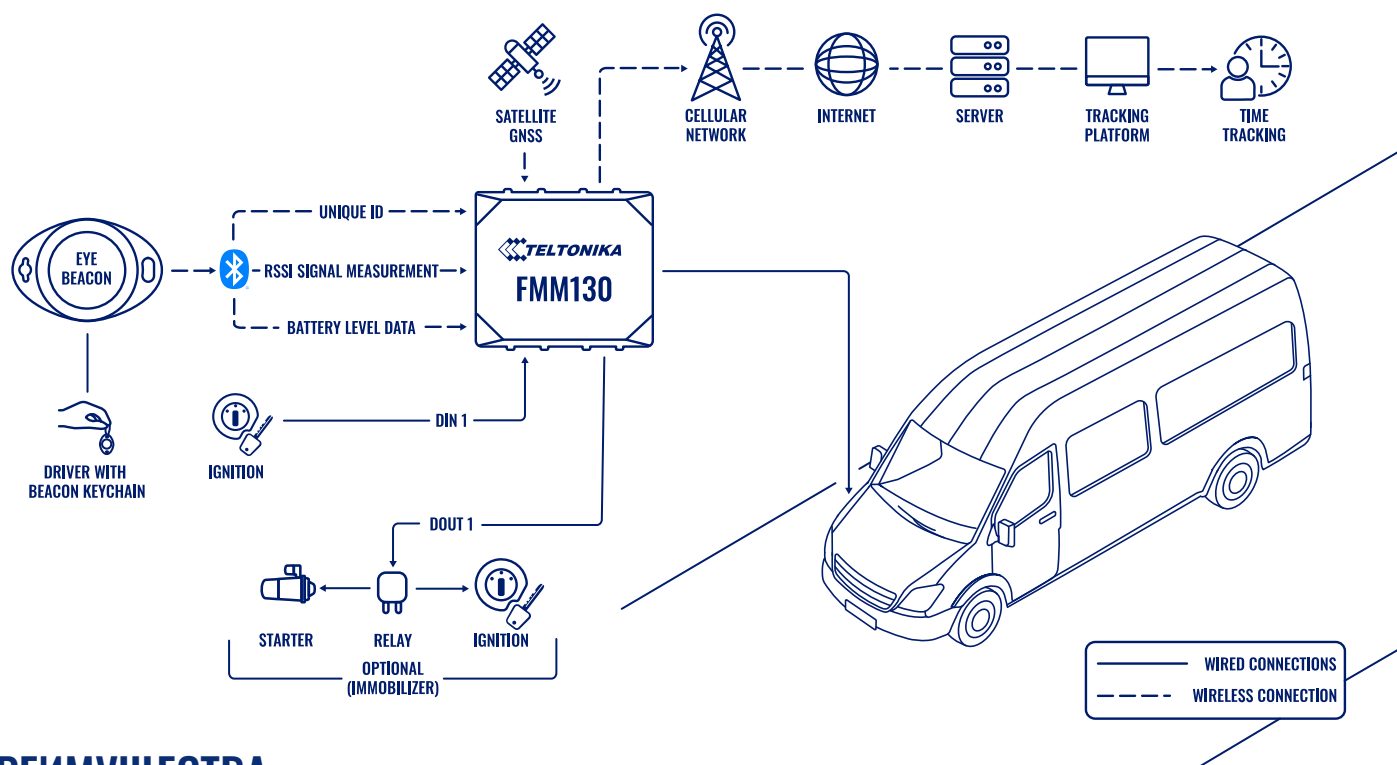 SATELLITE
GNSS
CELLULAR
NETWORK
INTERNET
SERVER
TRACKING
PLATFORM
TIME
TRACKING
EYE
BEACON
UNIQUE ID
RSSI SIGNAL MEASUREMENT
BATTERY LEVEL DATA
TELTONIKA
FMM130
DRIVER WITH
BEACON KEYCHAIN
IGNITION
DIN 1
DOUT 1
STARTER
RELAY
IGNITION
OPTIONAL
(IMMOBILIZER)
WIRED CONNECTIONS
WIRELESS CONNECTION